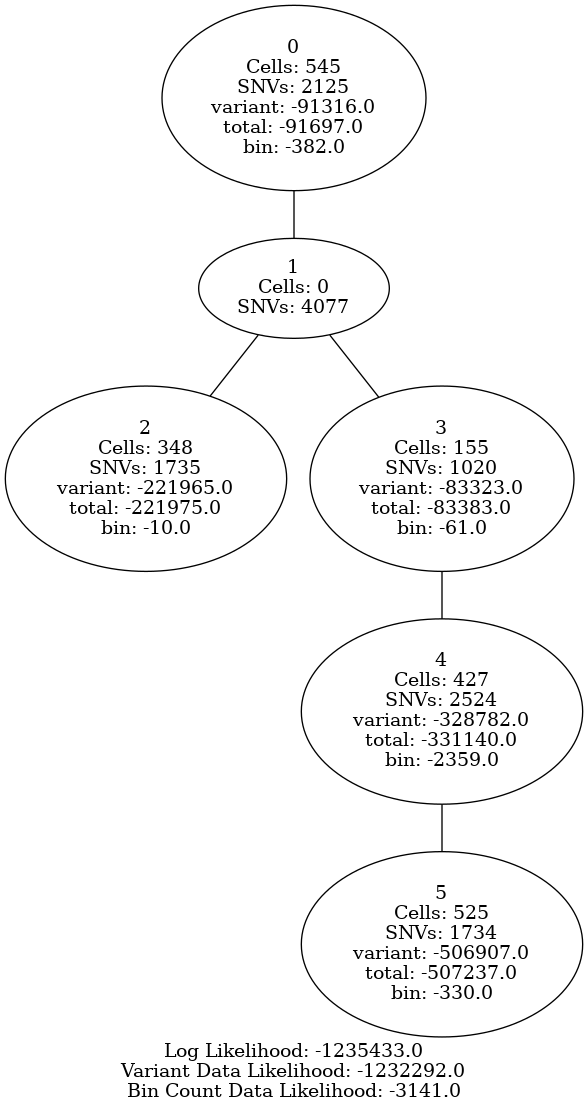 0
Cells: 545
SNVs: 2125
variant: -91316.0
total: -91697.0
bin: -382.0
1
Cells: 0
SNVs: 4077
2
Cells: 348
SNVs: 1735
variant: -221965.0
total: -221975.0
bin: -10.0
3
Cells: 155
SNVs: 1020
variant: -83323.0
total: -83383.0
bin: -61.0
4
Cells: 427
SNVs: 2524
variant: -328782.0
total: -331140.0
bin: -2359.0
5
Cells: 525
SNVs: 1734
variant: -506907.0
total: -507237.0
bin: -330.0
Log Likelihood: -1235433.0
Variant Data Likelihood: -1232292.0
Bin Count Data Likelihood: -3141.0